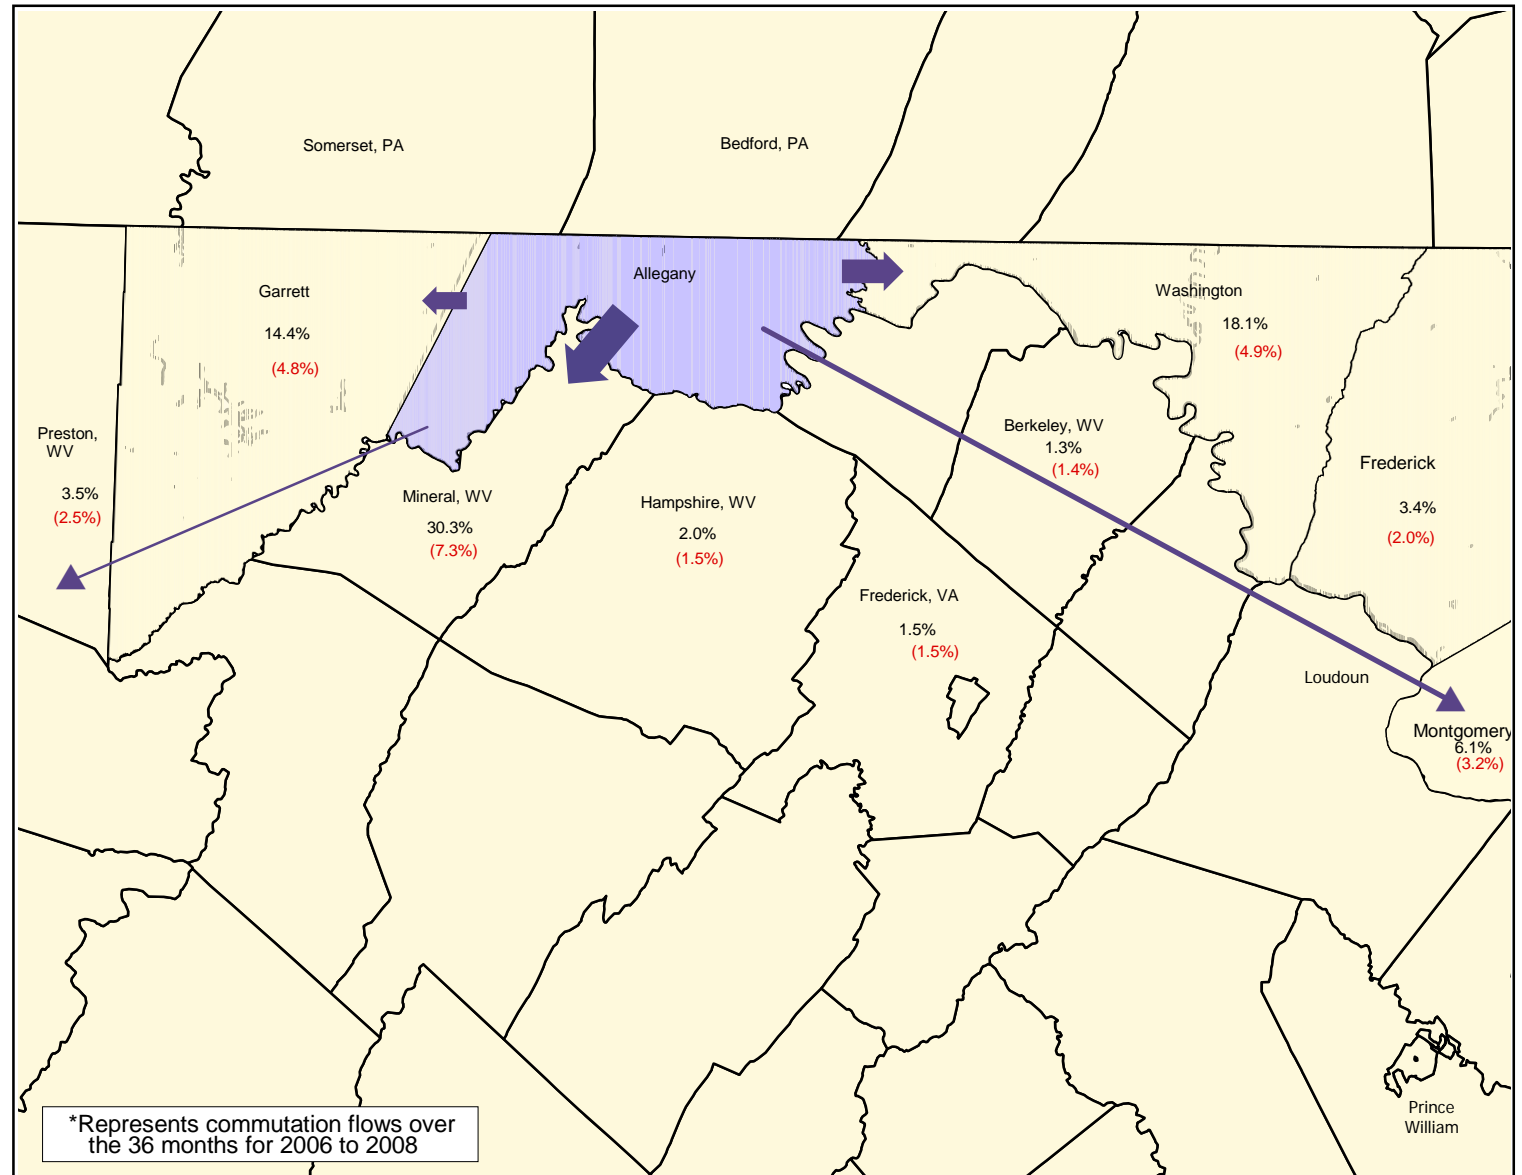 Somerset, PA
Bedford, PA
Allegany
Garrett
14.4%
(4.8%)
Washington
18.1%
(4.9%)
Preston,
WV
3.5%
(2.5%)
Mineral, WV
30.3%
(7.3%)
Hampshire, WV
2.0%
(1.5%)
Berkeley, WV
1.3%
(1.4%)
Frederick
3.4%
(2.0%)
Frederick, VA
1.5%
(1.5%)
Loudoun
Montgomery
6.1%
(3.2%)
Prince
William
*Represents commutation flows over
the 36 months for 2006 to 2008